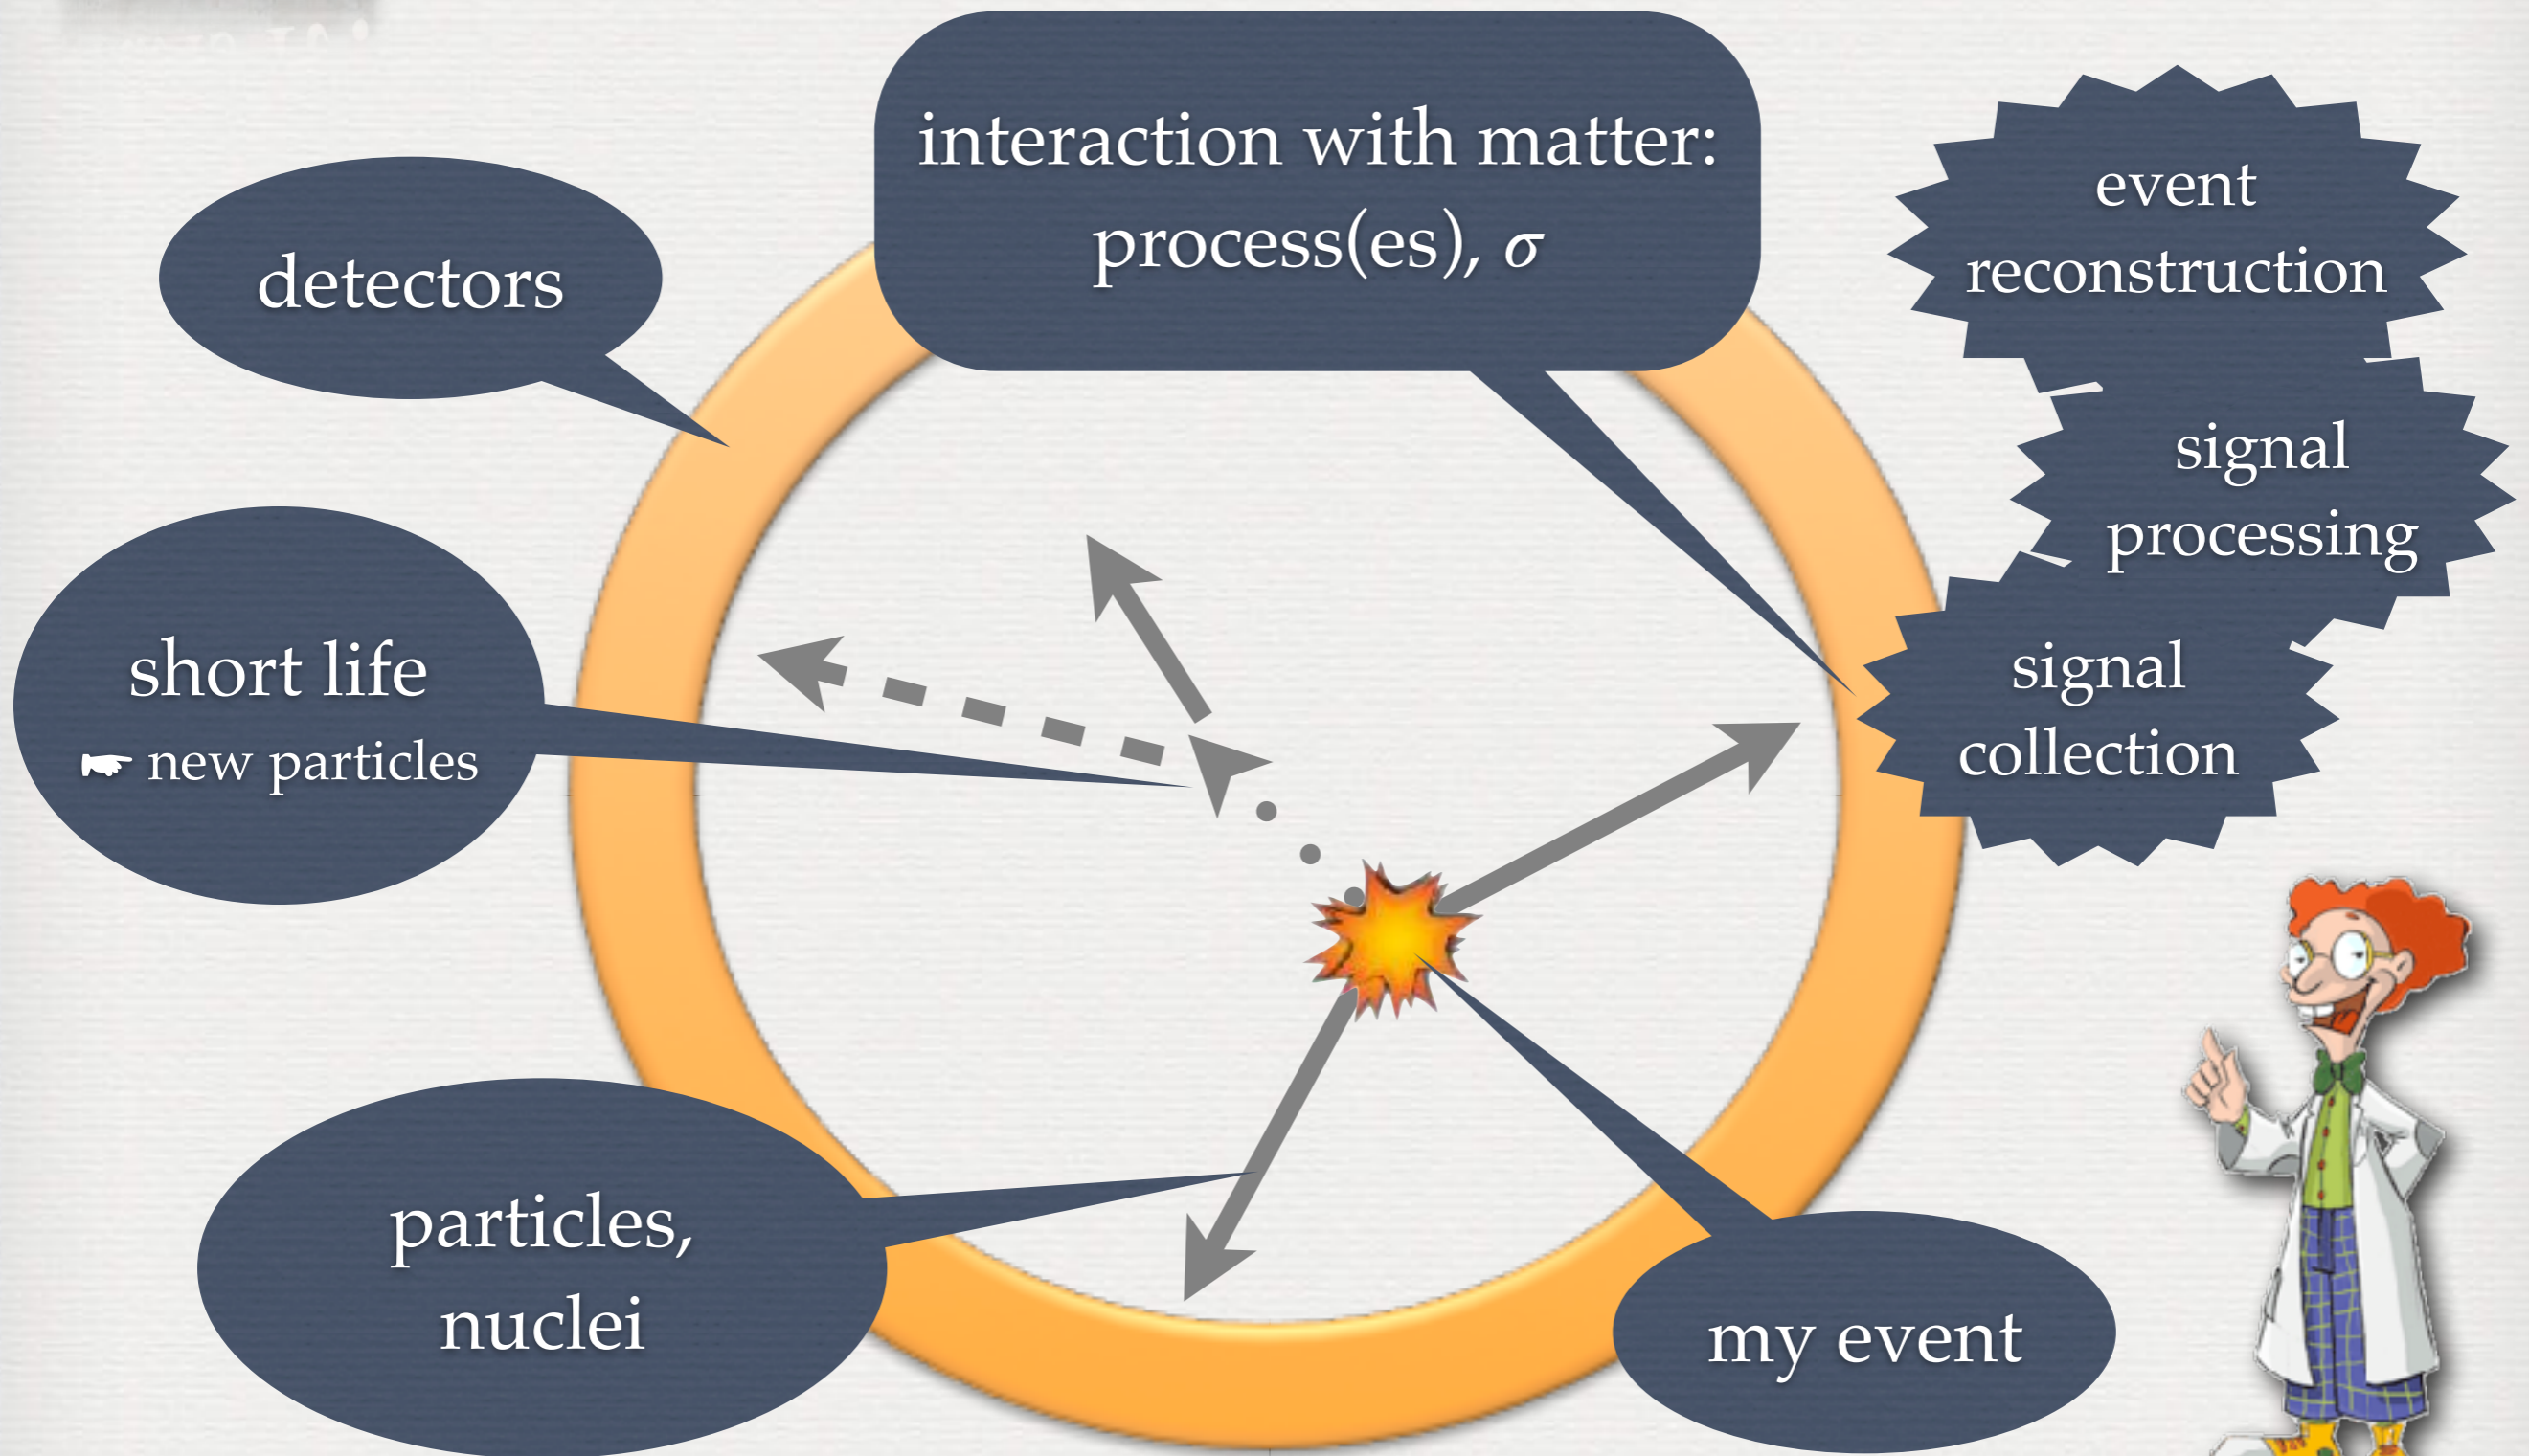 interaction with matter:
process(es), σ
detectors
event
reconstruction
signal
processing
signal
collection
short life
☛ new particles
particles,
nuclei
my event